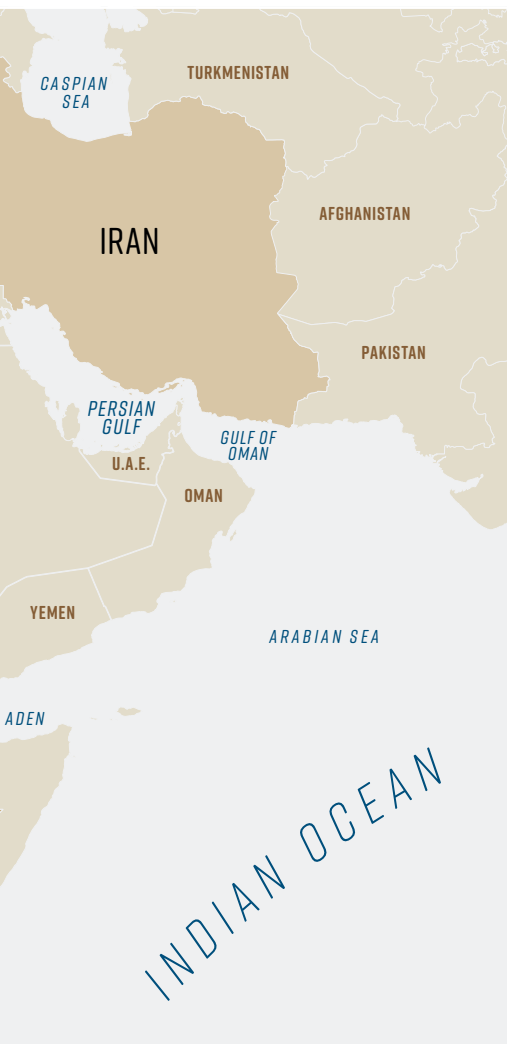 TURKMENISTAN
CASPIAN
SEA
AFGHANISTAN
IRAN
PAKISTAN
PERSIAN
GULF
GULF OF
OMAN
U.A.E.
OMAN
YEMEN
ARABIAN SEA
ADEN
INDIAN OCEAN